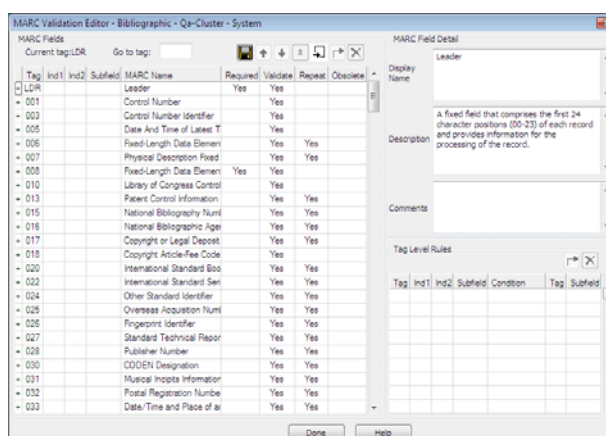 MARC Validation Editor - Bibliographic - Qa-Cluster - System
MARC Fields
Current tag:LDR Go to tag:
Tag Ind1 Ind2 Subfield MARC Name Required Validate Repeat Obsolete
LDR Leader Yes Yes
001 Control Number Yes
003 Control Number Identifier Yes
005 Date And Time of Latest T Yes
006 Fixed-Length Data Elemen Yes Yes
007 Physical Description Fixed Yes Yes
008 Fixed-Length Data Elemen Yes Yes
010 Library of Congress Control Yes
013 Patent Control Information Yes Yes
015 National Bibliography Numl Yes Yes
016 National Bibliographic Agen Yes Yes
017 Copyright or Legal Deposit Yes Yes
018 Copyright Article-Fee Code Yes
020 International Standard Boo Yes Yes
022 International Standard Seri Yes Yes
024 Other Standard Identifier Yes Yes
025 Overseas Acquisition Numl Yes Yes
026 Fingerprint Identifier Yes Yes
027 Standard Technical Repor Yes Yes
028 Publisher Number Yes Yes
030 CODEN Designation Yes Yes
031 Musical Incipits Information Yes Yes
032 Postal Registration Numbe Yes Yes
033 Date/Time and Place of a Yes Yes
MARC Field Detail
Display
Name
Leader
Description
A fixed field that comprises the first 24
character positions (00-23) of each record
and provides information for the
processing of the record.
Comments
Tag Level Rules
Tag Ind1 Ind2 Subfield Condition Tag Subfield
Done Help